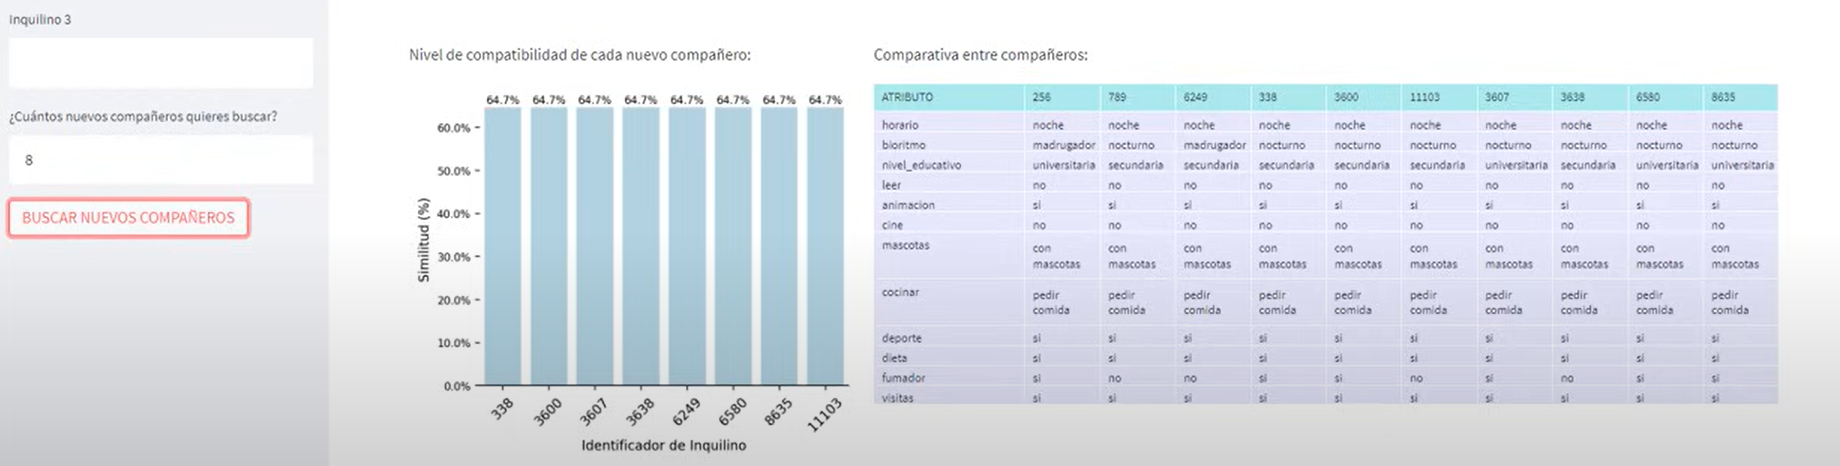 Inquilino 3
¿Cuántos nuevos compañeros quieres buscar?
8
BUSCAR NUEVOS COMPAÑEROS
Nivel de compatibilidad de cada nuevo compañero:
64.7% 64.7% 64.7% 64.7% 64.7% 64.7% 64.7% 64.7%
60.0%
50.0%
40.0%
30.0%
20.0%
10.0%
0.0%
Similitud (%)
338 3600 3607 3638 6249 6580 8635 11103
Identificador de Inquilino
Comparativa entre compañeros:
ATRIBUTO 256 789 6249 338 3600 11103 3607 3638 6580 8635
horario noche noche noche noche noche noche noche noche noche noche
bioritmo madrugador nocturno madrugador nocturno nocturno nocturno nocturno nocturno nocturno nocturno
nivel_educativo universitaria secundaria secundaria secundaria secundaria secundaria universitaria secundaria universitaria universitaria
leer no no no no no no no no no no
animacion si si si si si si si si si si
cine no no no no no no no no no no
mascotas con con con con con con con con con con
mascotas mascotas mascotas mascotas mascotas mascotas mascotas mascotas mascotas mascotas
cocinar pedir pedir pedir pedir pedir pedir pedir pedir pedir pedir
comida comida comida comida comida comida comida comida comida comida
deporte si si si si si si si si si si
dieta si si si si si si si si si si
fumador si no no si si no si no si si
visitas si si si si si si si si si si